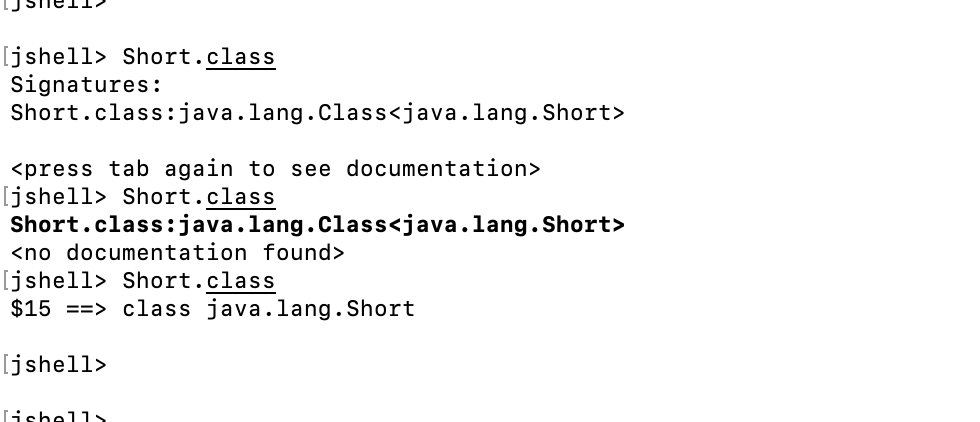 [jshell>
[jshell> Short.class
Signatures:
Short.class:java.lang.Class<java.lang.Short>
<press tab again to see documentation>
[jshell> Short.class
Short.class:java.lang.Class<java.lang.Short>
<no documentation found>
[jshell> Short.class
$15 ==> class java.lang.Short
[jshell>
[jshell>